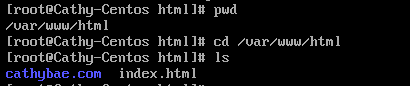 [root@Cathy-Centos html]# pwd
/var/www/html
[root@Cathy-Centos html]# cd /var/www/html
[root@Cathy-Centos html]# ls
cathybae.com  index.html